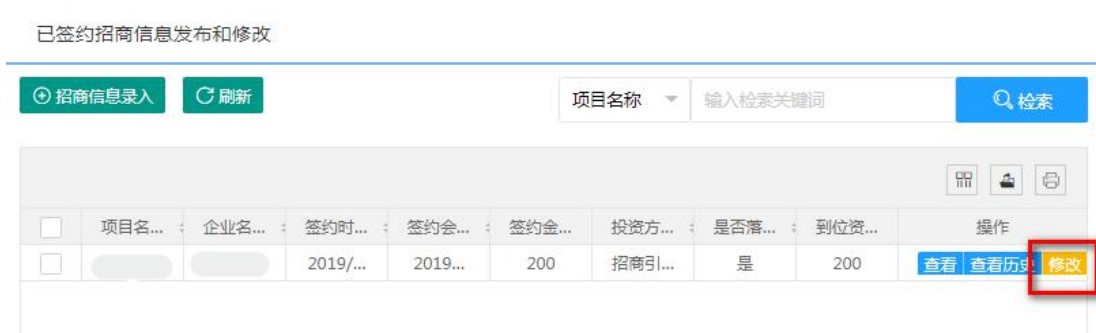 已签约招商信息发布和修改
招商信息录入 刷新 项目名称 输入检索关键词 检索
项目名... 企业名... 签约时... 签约会... 签约金... 投资方... 是否落... 到位资... 操作
2019/... 2019... 200 招商引... 是 200 查看 查看历史 修改